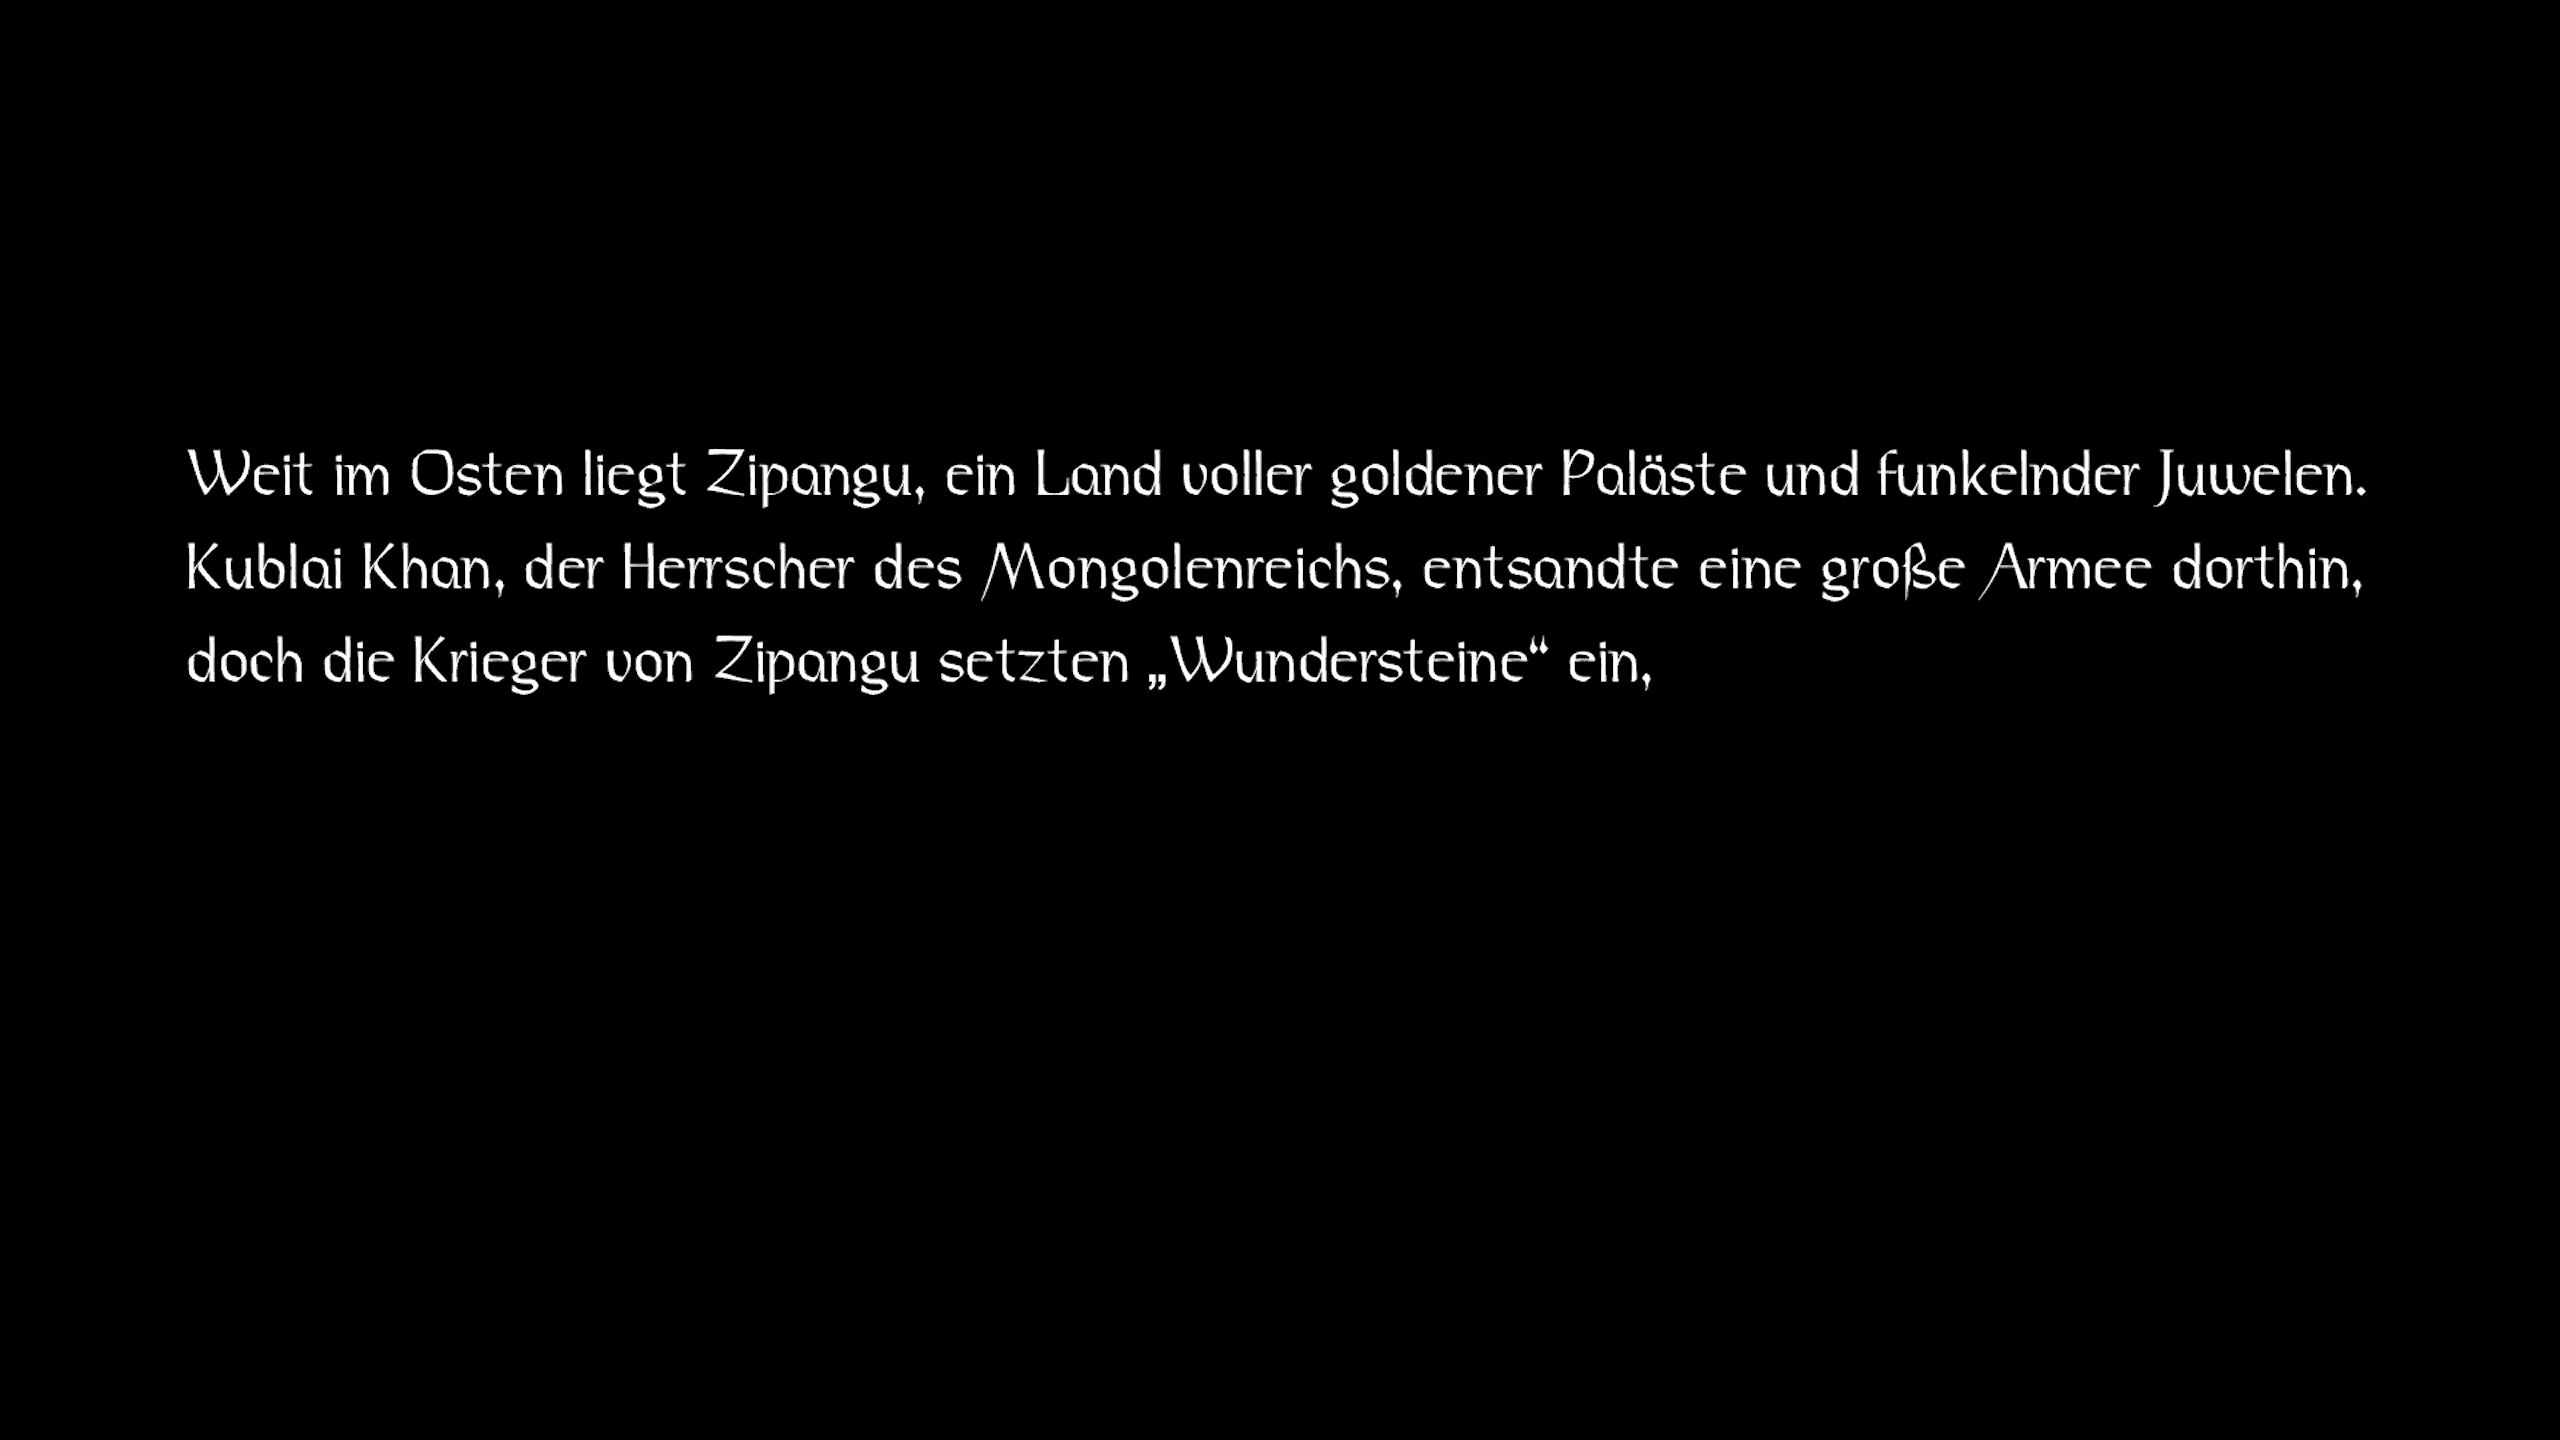 Weit im Osten liegt Zipangu, ein Land voller goldener Paläste und funkelnder Juwelen.
Kublai Khan, der Herrscher des Mongolenreichs, entsandte eine große Armee dorthin,
doch die Krieger von Zipangu setzten „Wundersteine“ ein,